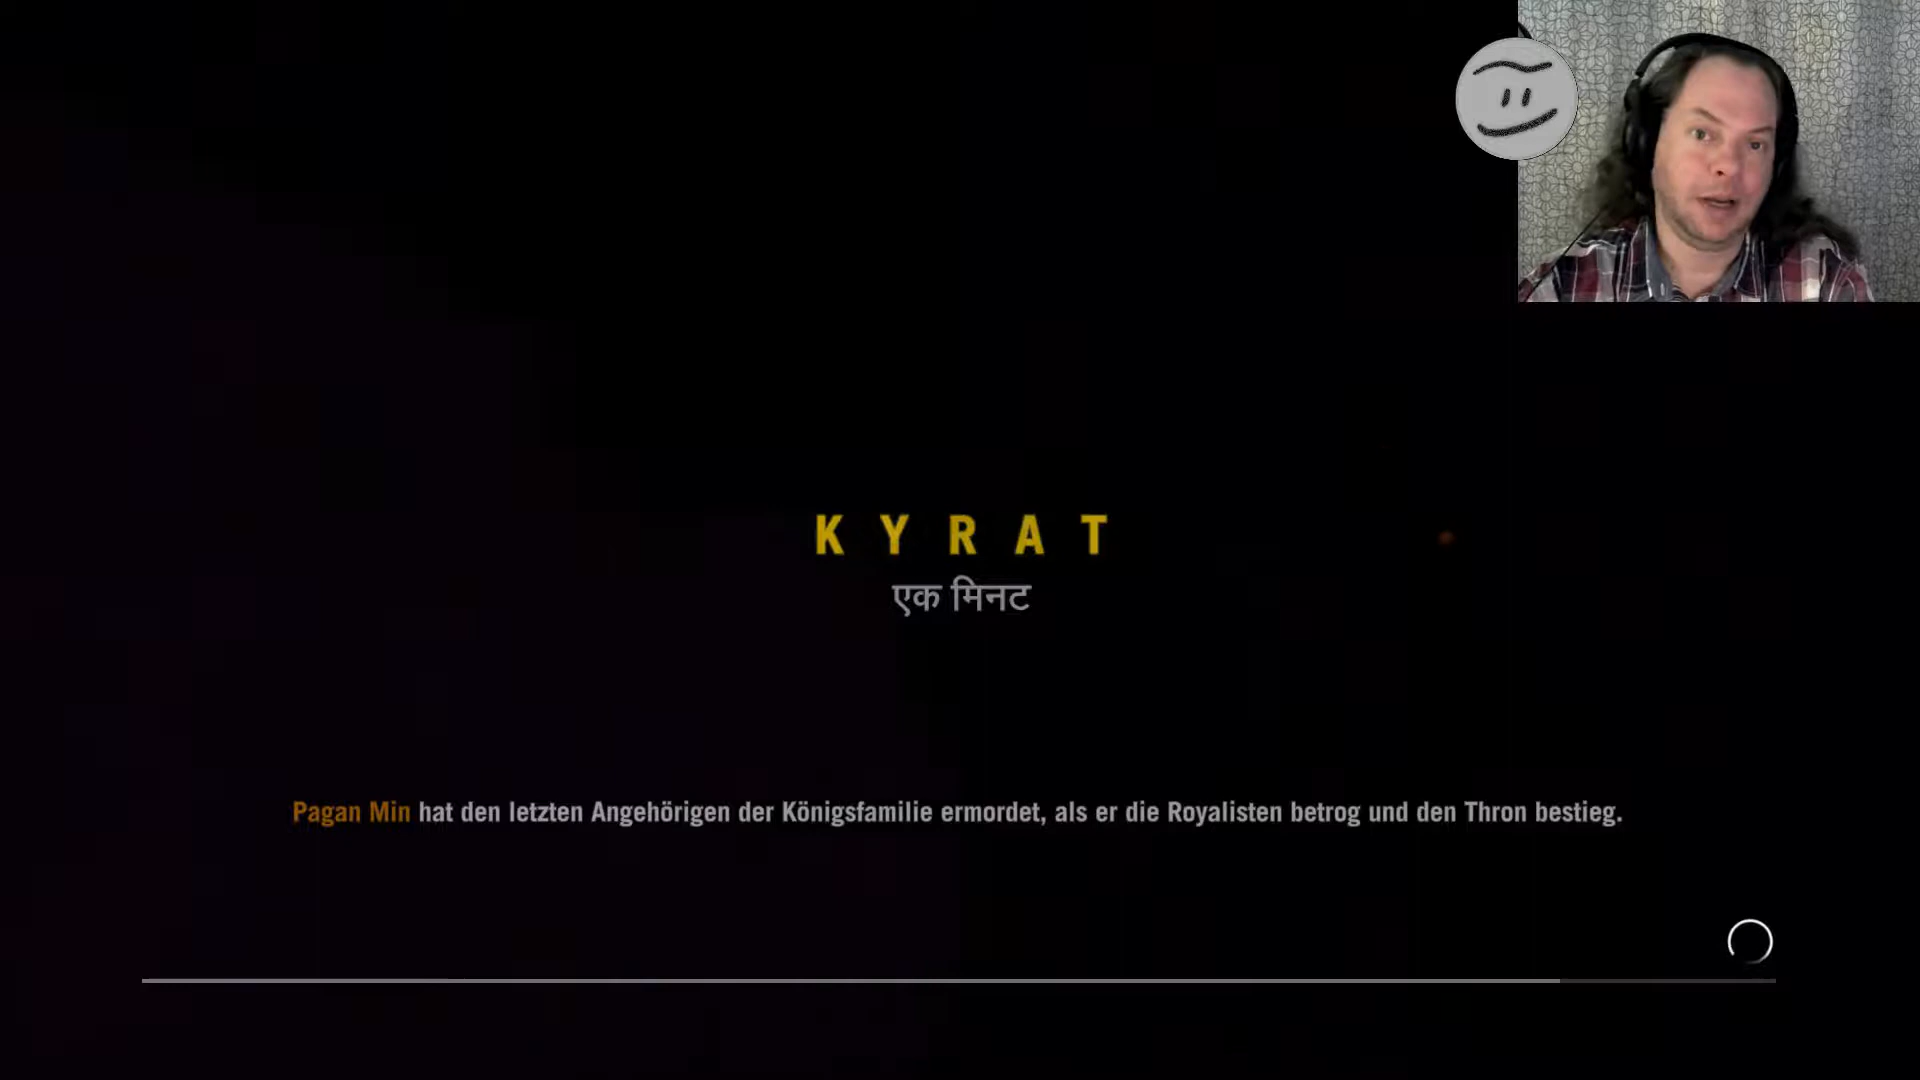 KYRAT
एक मिनट
Pagan Min hat den letzten Angehörigen der Königsfamilie ermordet, als er die Royalisten betrog und den Thron bestieg.